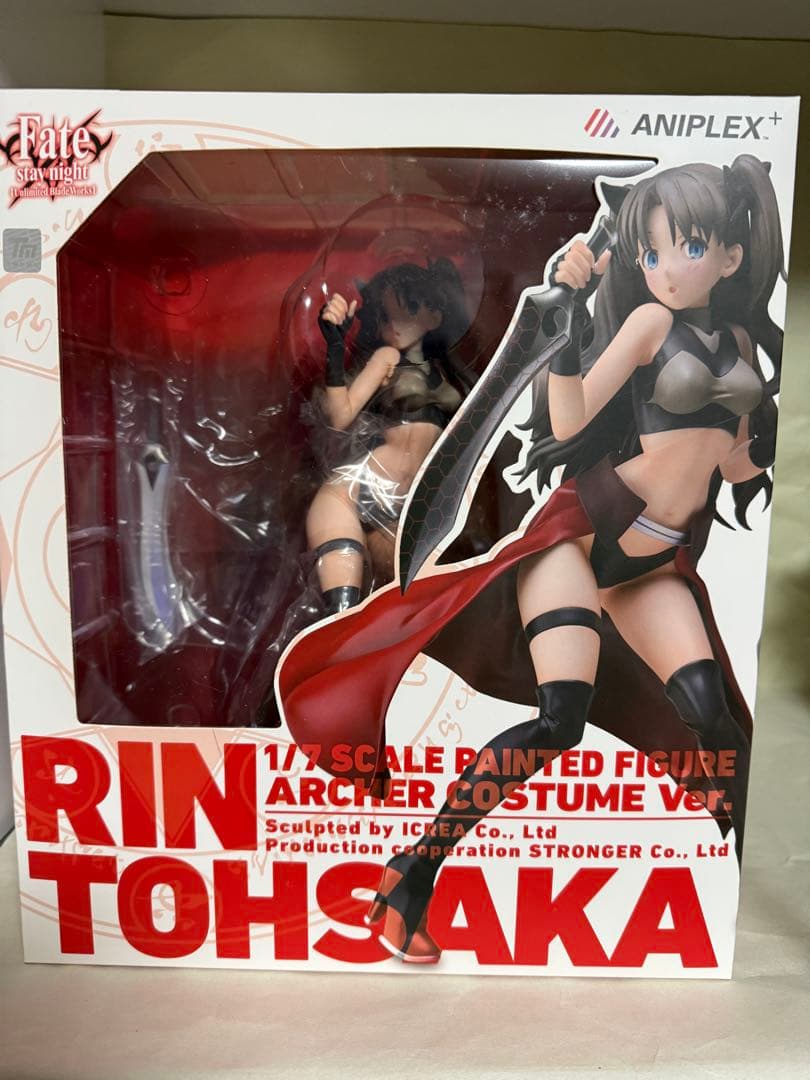 Fate
stay night
[Unlimited Blade Works]
ANIPLEX+
TM
RIN
1/7 SCALE PAINTED FIGURE
ARCHER COSTUME Ver.
Sculpted by ICREA Co., Ltd
Production cooperation STRONGER Co., Ltd
TOHSAKA